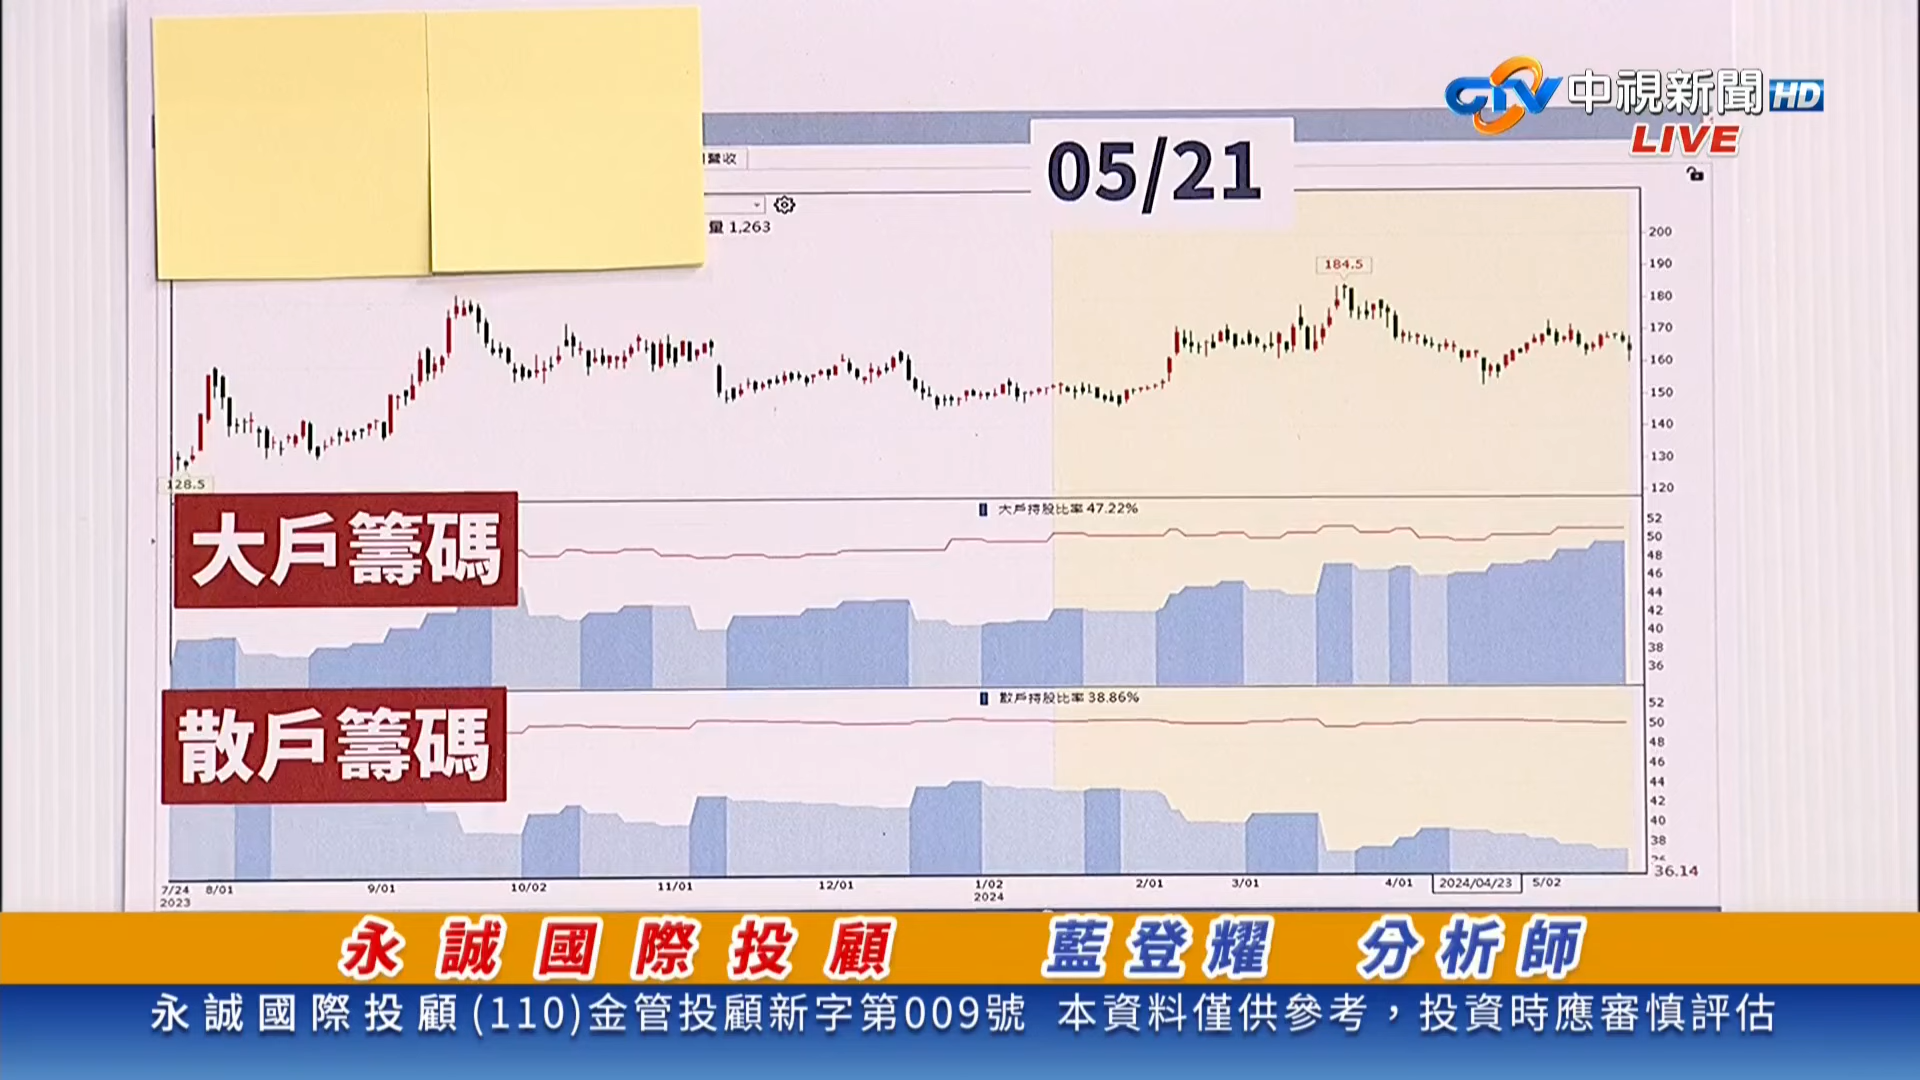 CTV 中視新聞 HD
LIVE
05/21
營收
量 1,263
200
190
184.5
180
170
160
150
140
130
120
128.5
大戶籌碼
大戶持股比率 47.22%
52
50
48
46
44
42
40
38
36
散戶籌碼
散戶持股比率 38.86%
52
50
48
46
44
42
40
38
36.14
7/24 8/01 9/01 10/02 11/01 12/01 1/02 2/01 3/01 4/01 2024/04/23 5/02
2023 2024
永誠國際投顧 藍登耀 分析師
永誠國際投顧(110)金管投顧新字第009號 本資料僅供參考，投資時應審慎評估